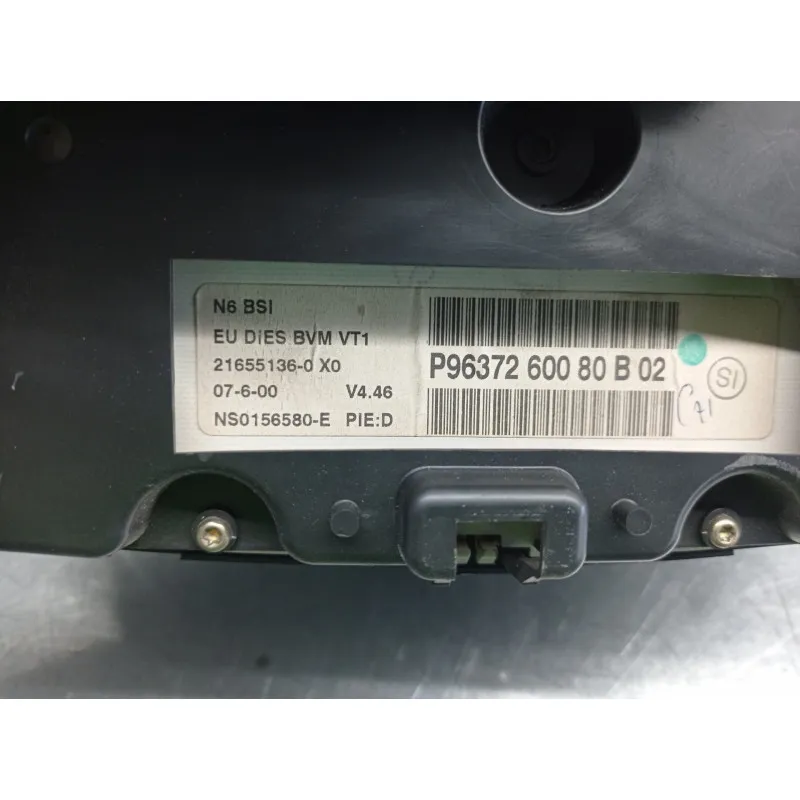 N6 BSI
EU DIES BVM VT1
21655136-0 X0
07-6-00 V4.46
NS0156580-E PIE:D
P96372 600 80 B 02
SI